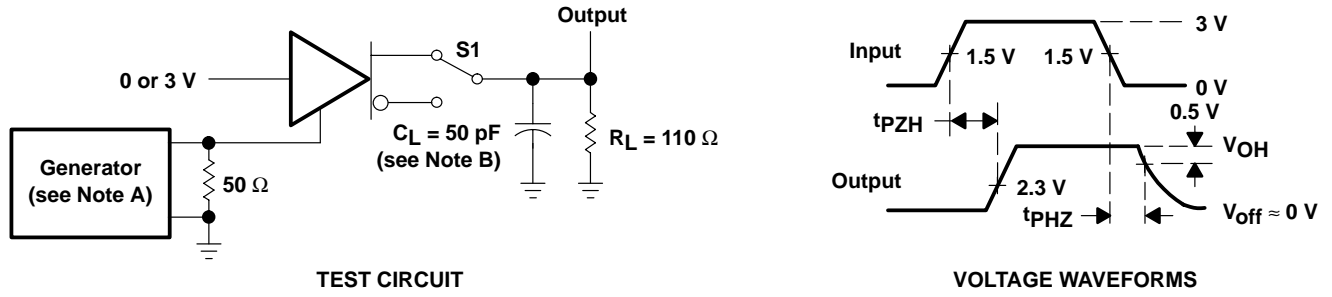 Output
S1
0 or 3 V
Generator
(see Note A)
50 Ω
CL = 50 pF
(see Note B)
RL = 110 Ω
TEST CIRCUIT
Input
3 V
1.5 V
1.5 V
0 V
0.5 V
tPZH
VOH
Output
2.3 V
tPHZ
Voff ≈ 0 V
VOLTAGE WAVEFORMS